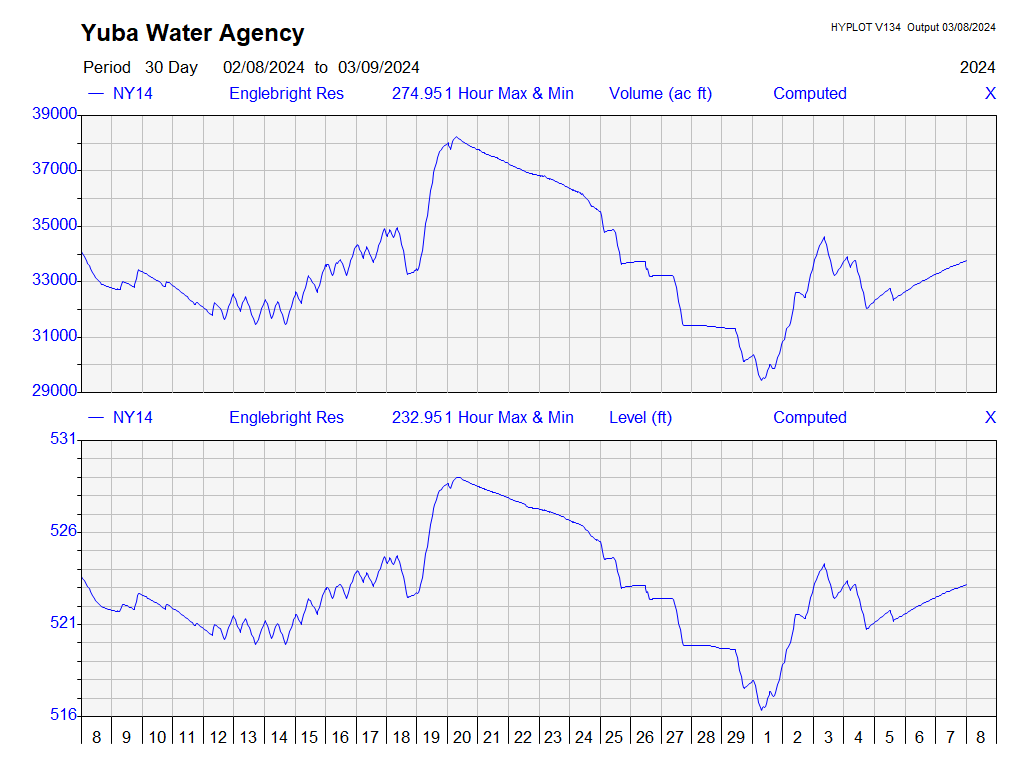 Yuba Water Agency
HYPLOT V134 Output 03/08/2024
Period 30 Day 02/08/2024 to 03/09/2024 2024
NY14 Englebright Res 274.951 Hour Max & Min Volume (ac ft) Computed X
39000
37000
35000
33000
31000
29000
NY14 Englebright Res 232.951 Hour Max & Min Level (ft) Computed X
531
526
521
516
8 9 10 11 12 13 14 15 16 17 18 19 20 21 22 23 24 25 26 27 28 29 1 2 3 4 5 6 7 8